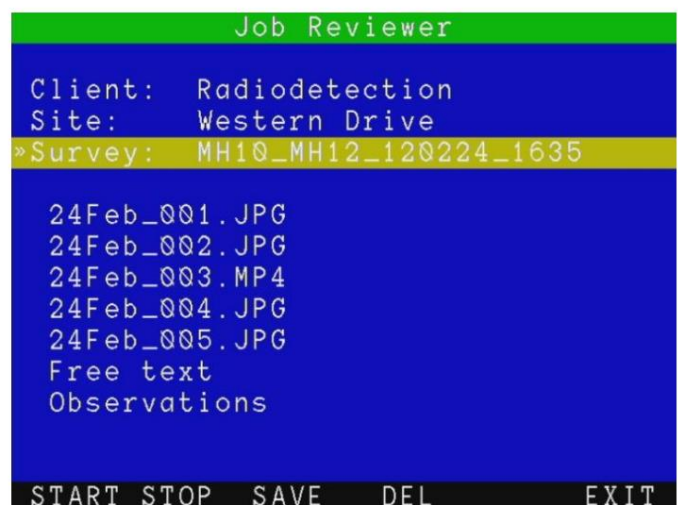 Job Reviewer
Client: Radiodetection
Site: Western Drive
»Survey: MH10_MH12_120224_1635
24Feb_001.JPG
24Feb_002.JPG
24Feb_003.MP4
24Feb_004.JPG
24Feb_005.JPG
Free text
Observations
START STOP SAVE DEL EXIT